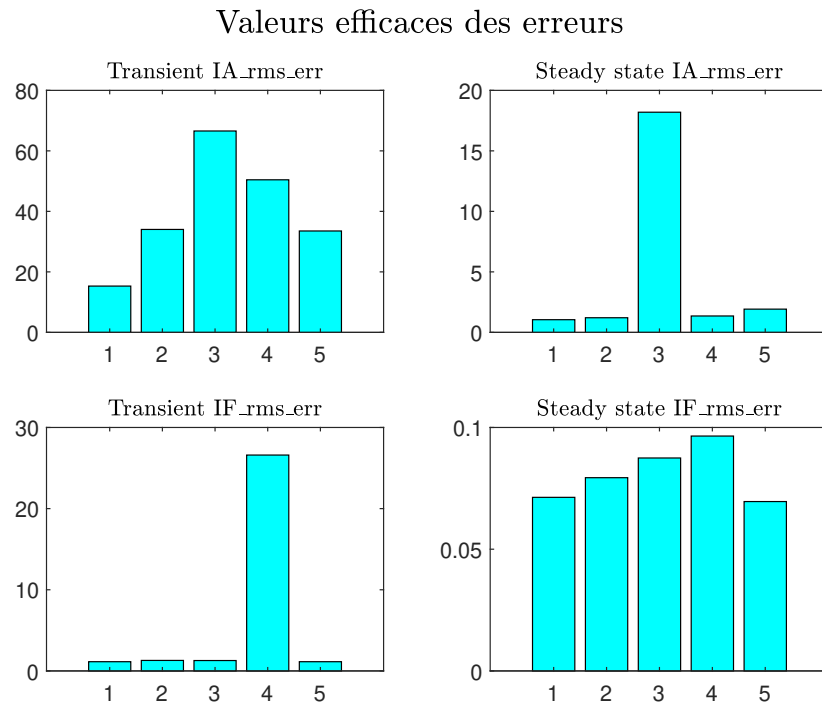 Valeurs efficaces des erreurs
Transient IA_rms_err
80
60
40
20
0
1 2 3 4 5
Steady state IA_rms_err
20
15
10
5
0
1 2 3 4 5
Transient IF_rms_err
30
20
10
0
1 2 3 4 5
Steady state IF_rms_err
0.1
0.05
0
1 2 3 4 5